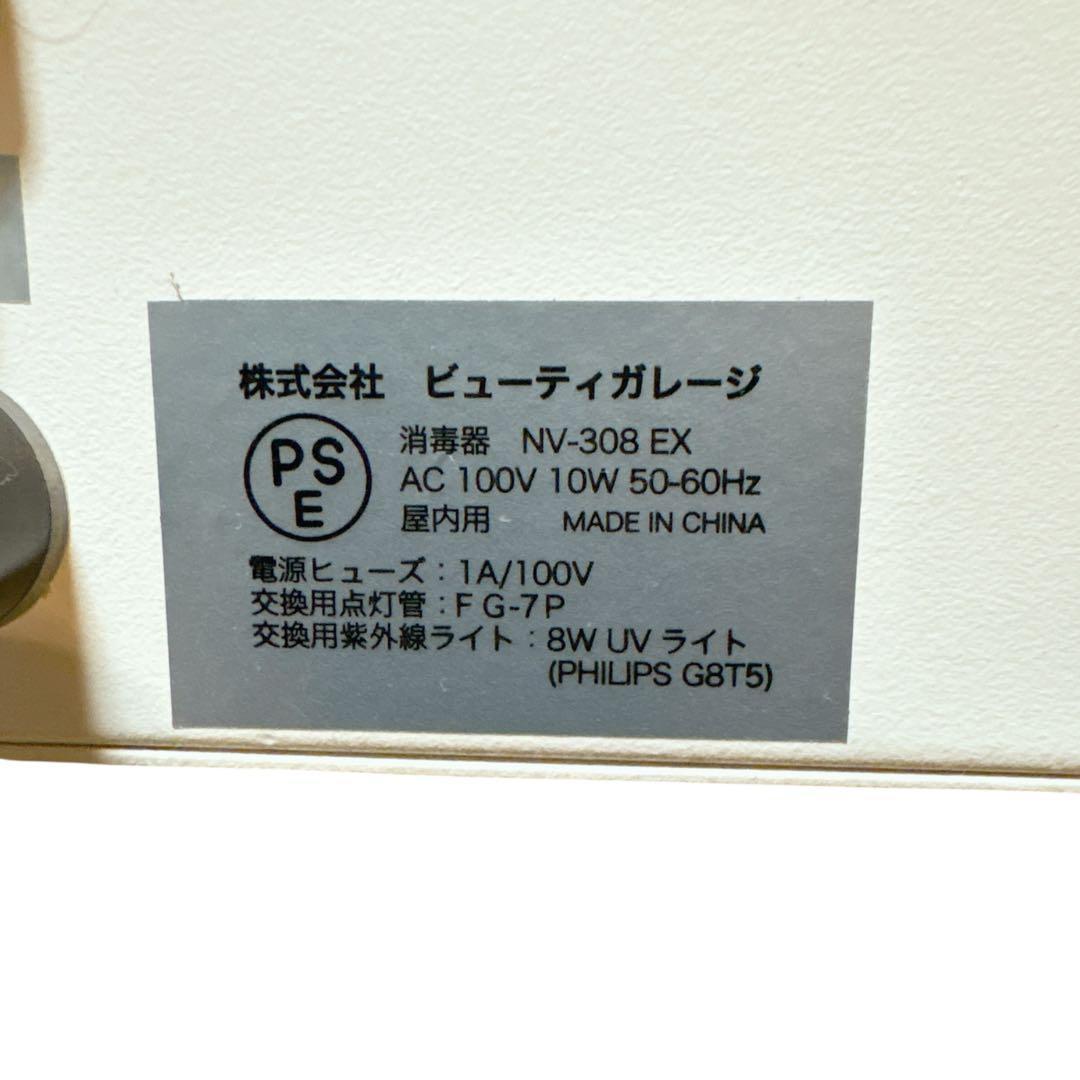 株式会社　ビューティガレージ
PSE
消毒器　NV-308 EX
AC 100V 10W 50-60Hz
屋内用　MADE IN CHINA
電源ヒューズ：1A/100V
交換用点灯管：F G-7P
交換用紫外線ライト：8W UV ライト
(PHILIPS G8T5)